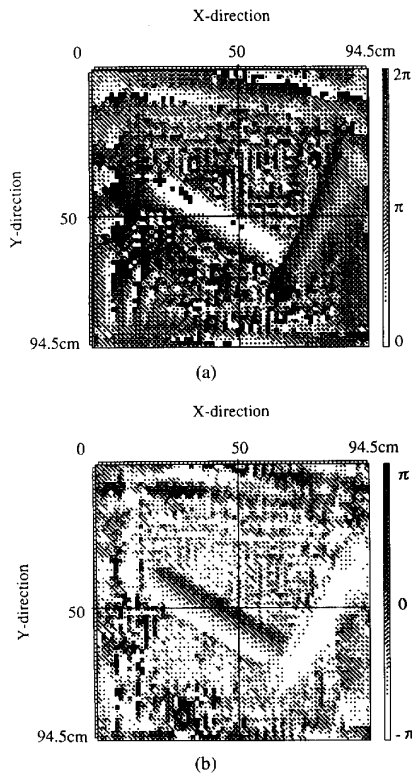 X-direction
0 50 94.5cm
2π
Y-direction
π
50
94.5cm
0
(a)
X-direction
0 50 94.5cm
π
Y-direction
0
50
94.5cm
-π
(b)